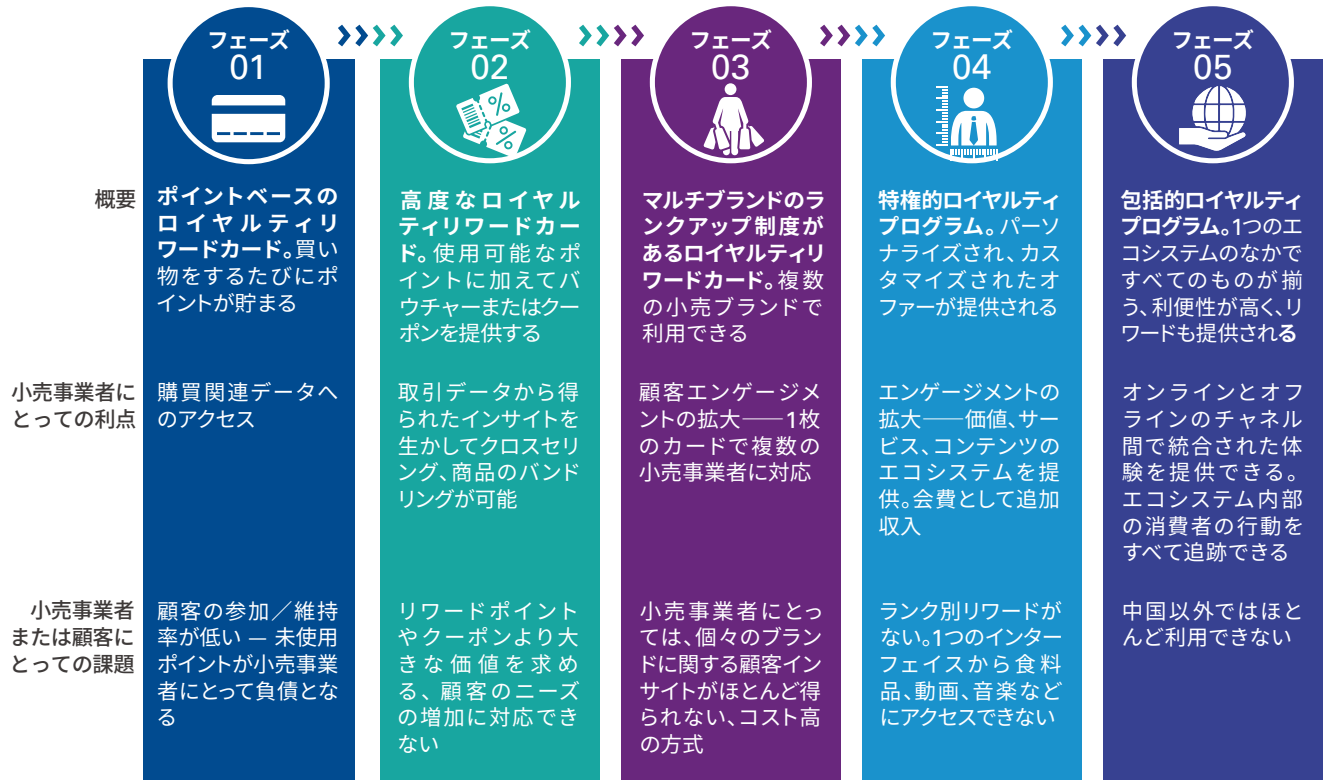 フェーズ
01
フェーズ
02
フェーズ
03
フェーズ
04
フェーズ
05
概要
ポイントベースの
ロイヤルティリ
ワードカード。買い
物をするたびにポ
イントが貯まる
高度なロイヤル
ティリワードカー
ド。使用可能なポ
イントに加えてバ
ウチャーまたはクー
ポンを提供する
マルチブランドのラ
ンクアップ制度が
あるロイヤルティリ
ワードカード。複数
の小売ブランドで
利用できる
特権的ロイヤルティ
プログラム。パーソ
ナライズされ、カス
タマイズされたオ
ファーが提供される
包括的ロイヤルティ
プログラム。1つのエ
コシステムのなかで
すべてのものが揃
う、利便性が高く、リ
ワードも提供される
小売事業者に
とっての利点
購買関連データへ
のアクセス
取引データから得
られたインサイトを
生かしてクロスセリ
ング、商品のバンド
リングが可能
顧客エンゲージメ
ントの拡大──1枚
のカードで複数の
小売事業者に対応
エンゲージメントの
拡大──価値、サー
ビス、コンテンツの
エコシステムを提
供。会費として追加
収入
オンラインとオフ
ラインのチャネル
間で統合された体
験を提供できる。
エコシステム内部
の消費者の行動を
すべて追跡できる
小売事業者
または顧客に
とっての課題
顧客の参加／維持
率が低い — 未使用
ポイントが小売事業
者にとって負債とな
る
リワードポイント
やクーポンより大
きな価値を求め
る、顧客のニーズ
の増加に対応でき
ない
小売事業者にとっ
ては、個々のブラン
ドに関する顧客イン
サイトがほとんど得
られない、コスト高
の方式
ランク別リワードが
ない。1つのインター
フェイスから食料
品、動画、音楽など
にアクセスできない
中国以外ではほと
んど利用できない